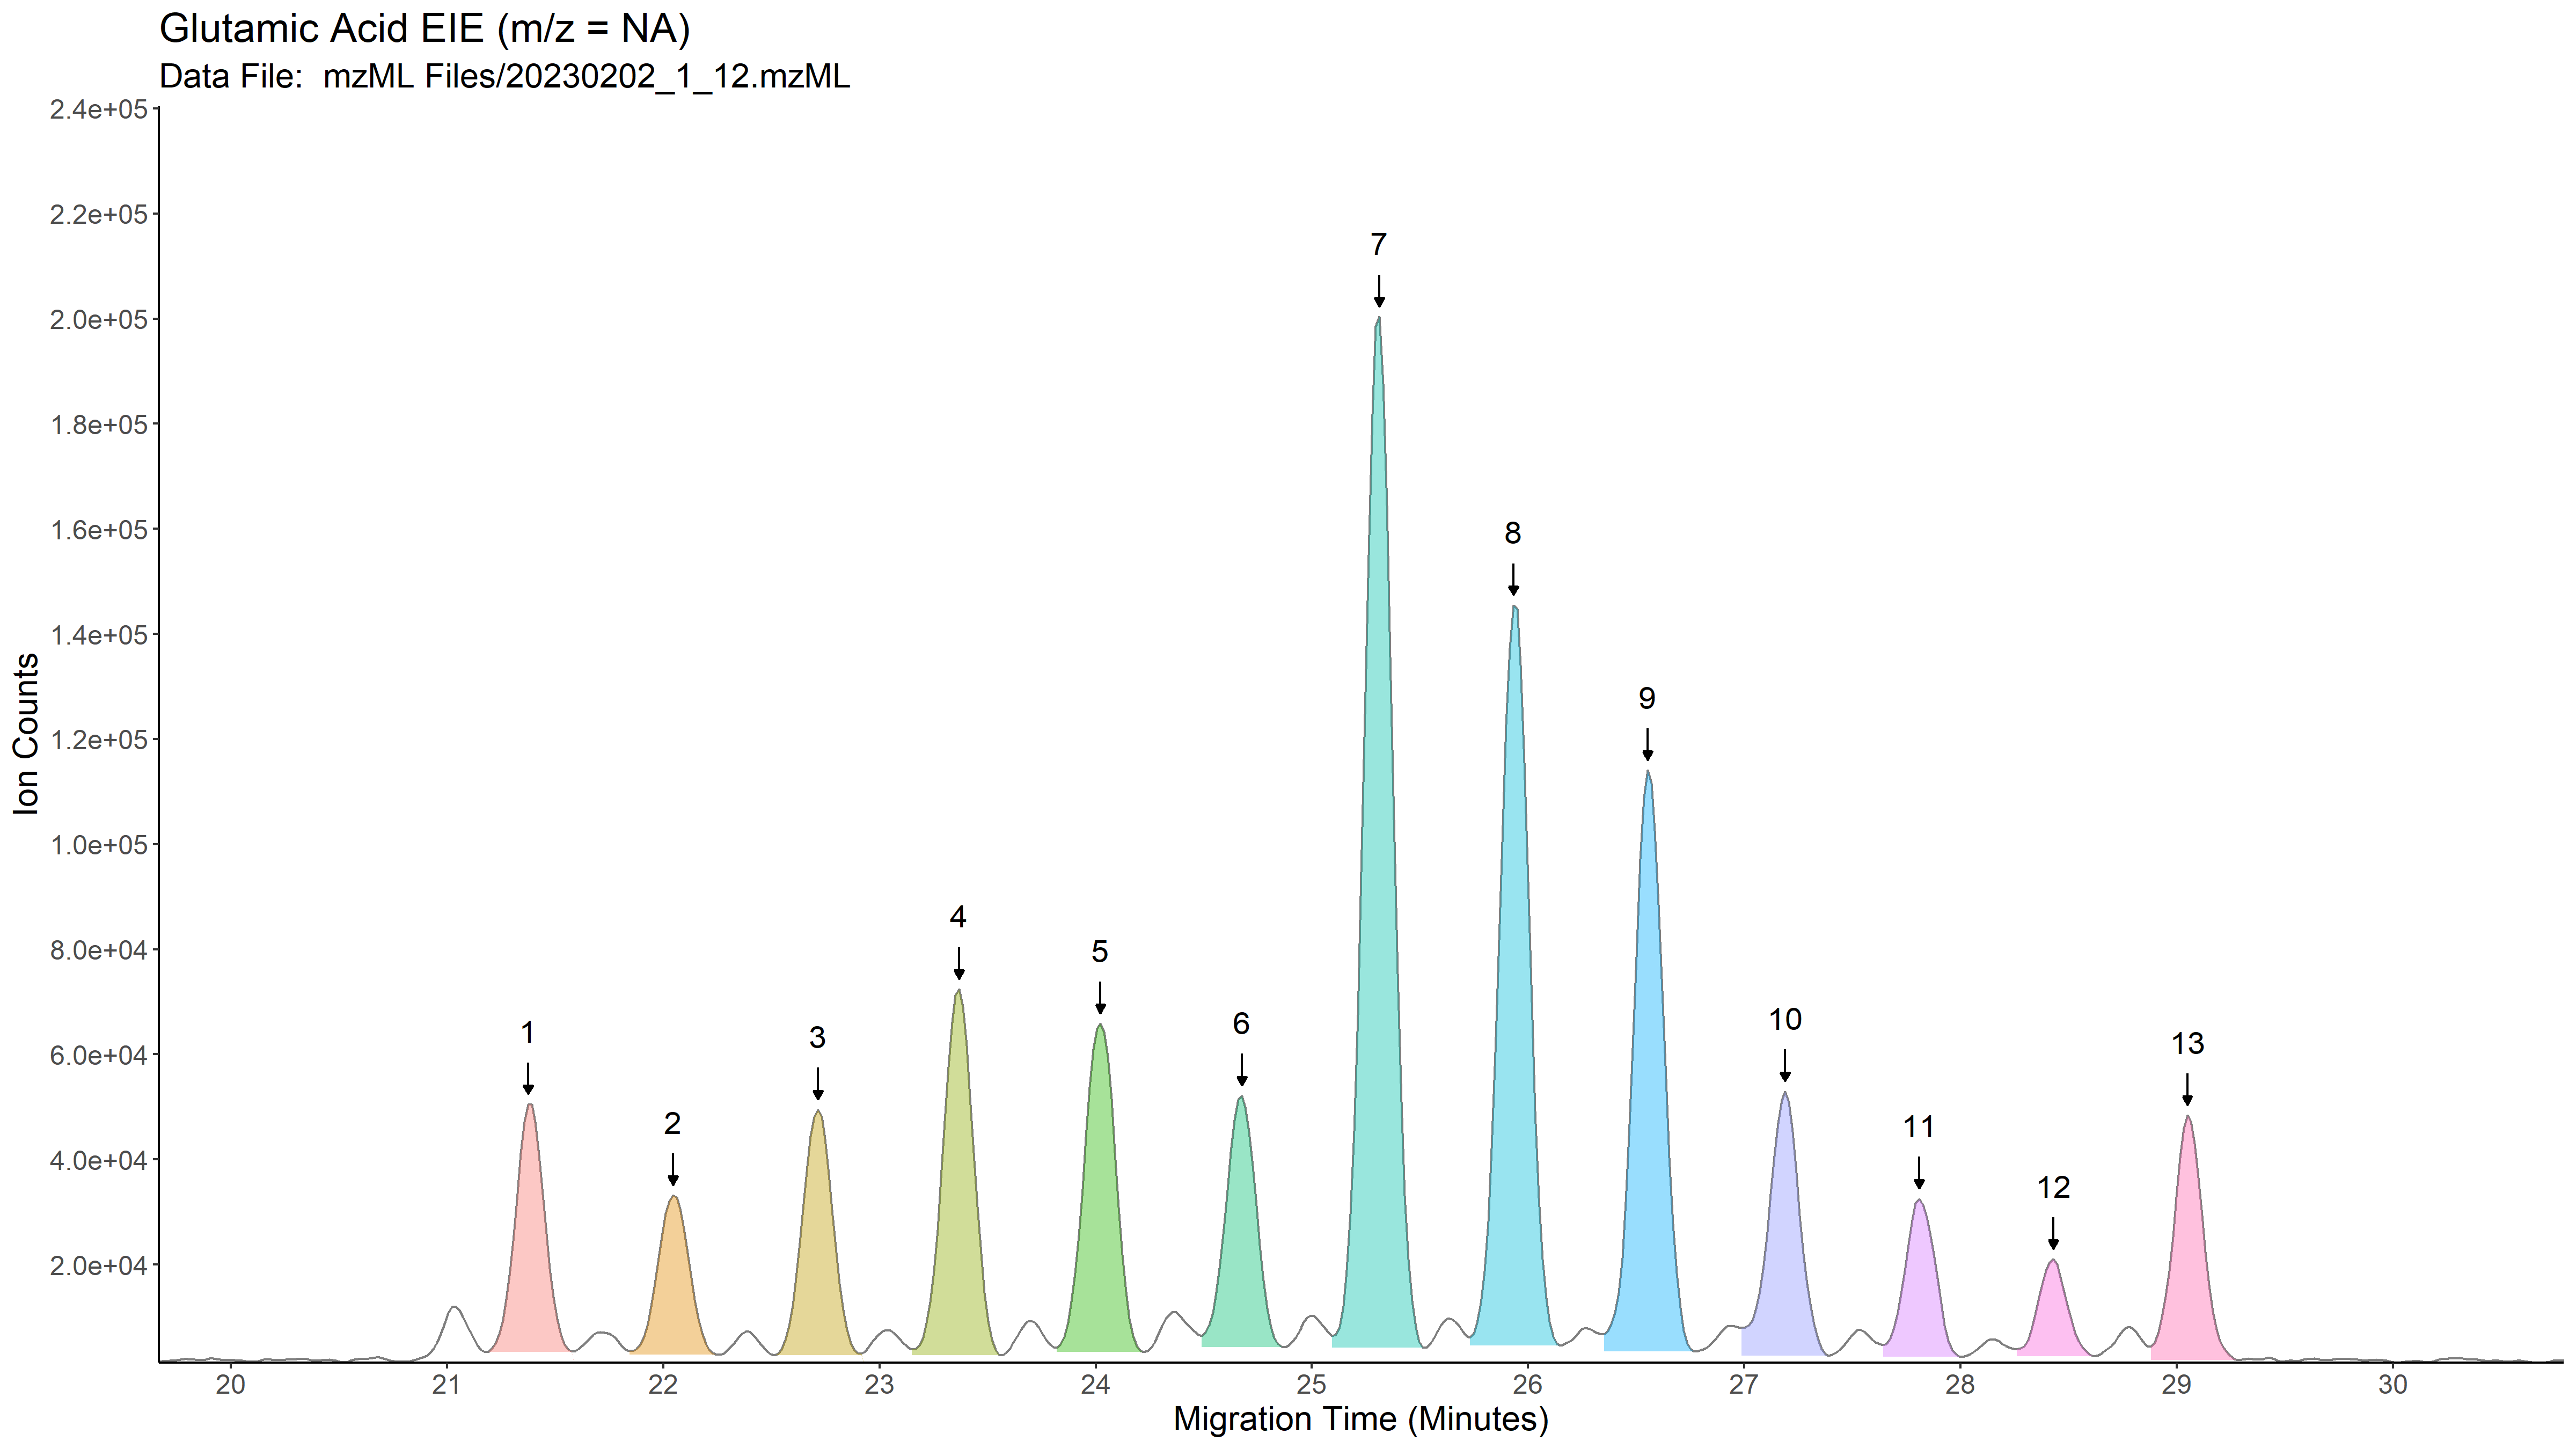 Glutamic Acid EIE (m/z = NA)
Data File:  mzML Files/20230202_1_12.mzML
2.4e+05
2.2e+05
2.0e+05
1.8e+05
1.6e+05
1.4e+05
1.2e+05
1.0e+05
8.0e+04
6.0e+04
4.0e+04
2.0e+04
Ion Counts
1
2
3
4
5
6
7
8
9
10
11
12
13
20 21 22 23 24 25 26 27 28 29 30
Migration Time (Minutes)